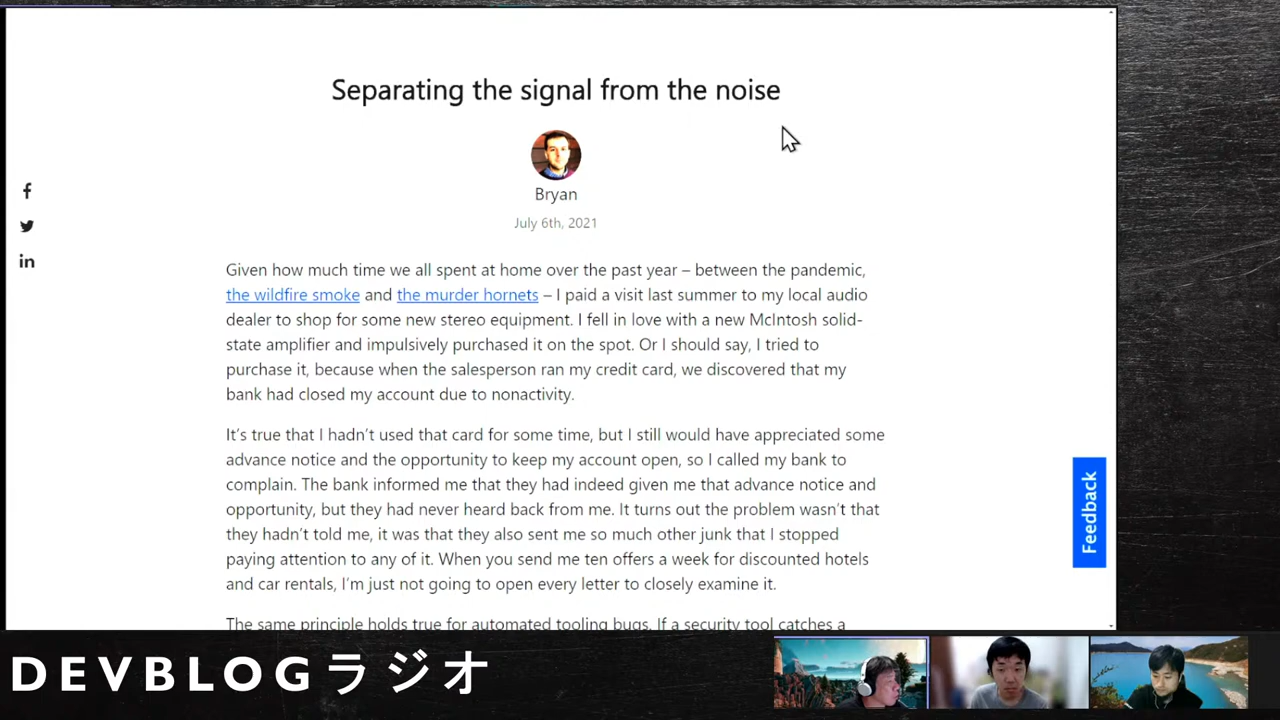 Separating the signal from the noise
Bryan
July 6th, 2021
Given how much time we all spent at home over the past year – between the pandemic,
the wildfire smoke and the murder hornets – I paid a visit last summer to my local audio
dealer to shop for some new stereo equipment. I fell in love with a new McIntosh solid-
state amplifier and impulsively purchased it on the spot. Or I should say, I tried to
purchase it, because when the salesperson ran my credit card, we discovered that my
bank had closed my account due to nonactivity.
It’s true that I hadn’t used that card for some time, but I still would have appreciated some
advance notice and the opportunity to keep my account open, so I called my bank to
complain. The bank informed me that they had indeed given me that advance notice and
opportunity, but they had never heard back from me. It turns out the problem wasn’t that
they hadn’t told me, it was that they also sent me so much other junk that I stopped
paying attention to any of it. When you send me ten offers a week for discounted hotels
and car rentals, I’m just not going to open every letter to closely examine it.
The same principle holds true for automated tooling bugs. If a security tool catches a
Feedback
DEVBLOGラジオ